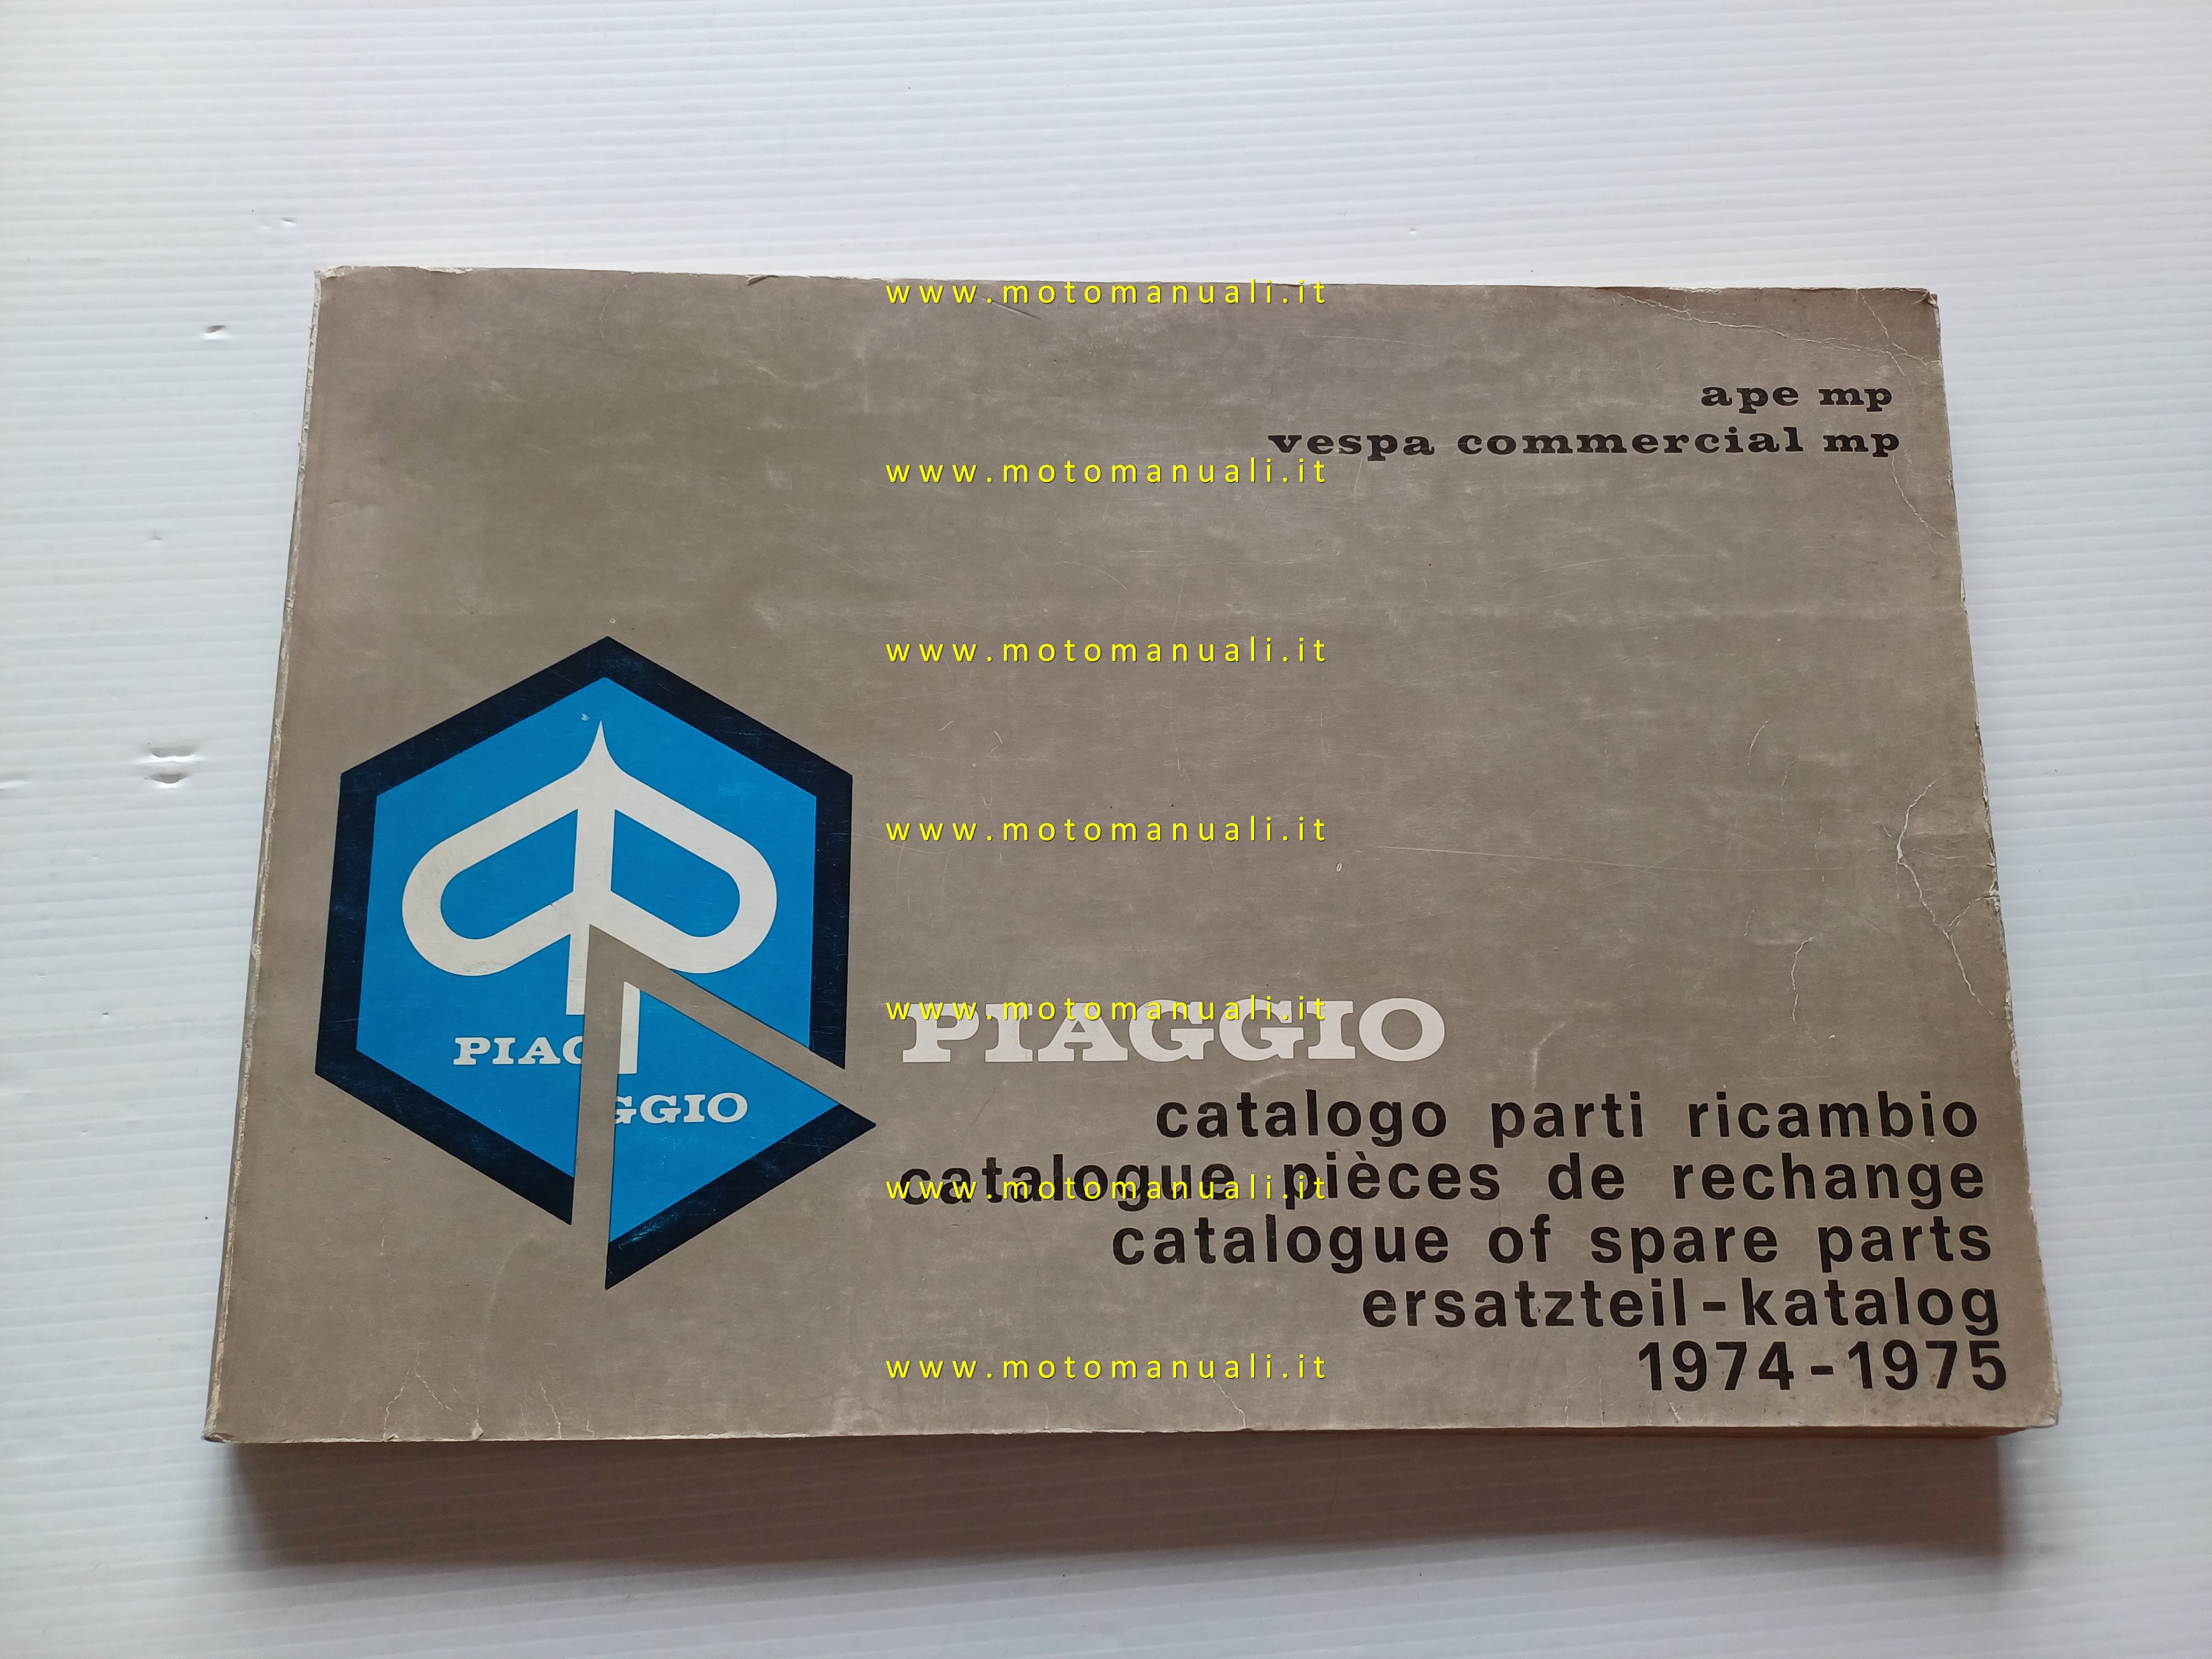 www.motomanuali.it
ape mp
vespa commercial mp
www.motomanuali.it
www.motomanuali.it
www.motomanuali.it
PIAGGIO
www.motomanuali.it
PIAGGIO
catalogo parti ricambio
catalogue pièces de rechange
www.motomanuali.it
catalogue of spare parts
ersatzteil-katalog
1974-1975
www.motomanuali.it